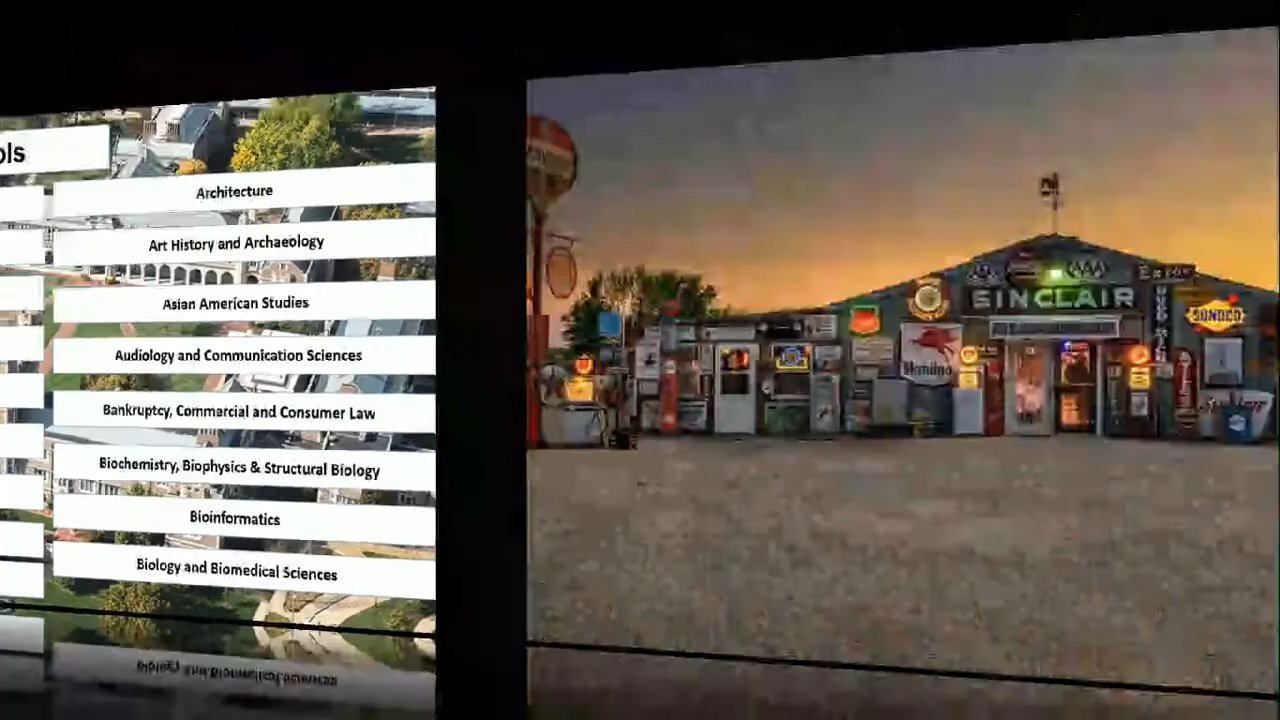 ols
Architecture
Art History and Archaeology
Asian American Studies
Audiology and Communication Sciences
Bankruptcy, Commercial and Consumer Law
Biochemistry, Biophysics & Structural Biology
Bioinformatics
Biology and Biomedical Sciences
SINCLAIR
SUNOCO